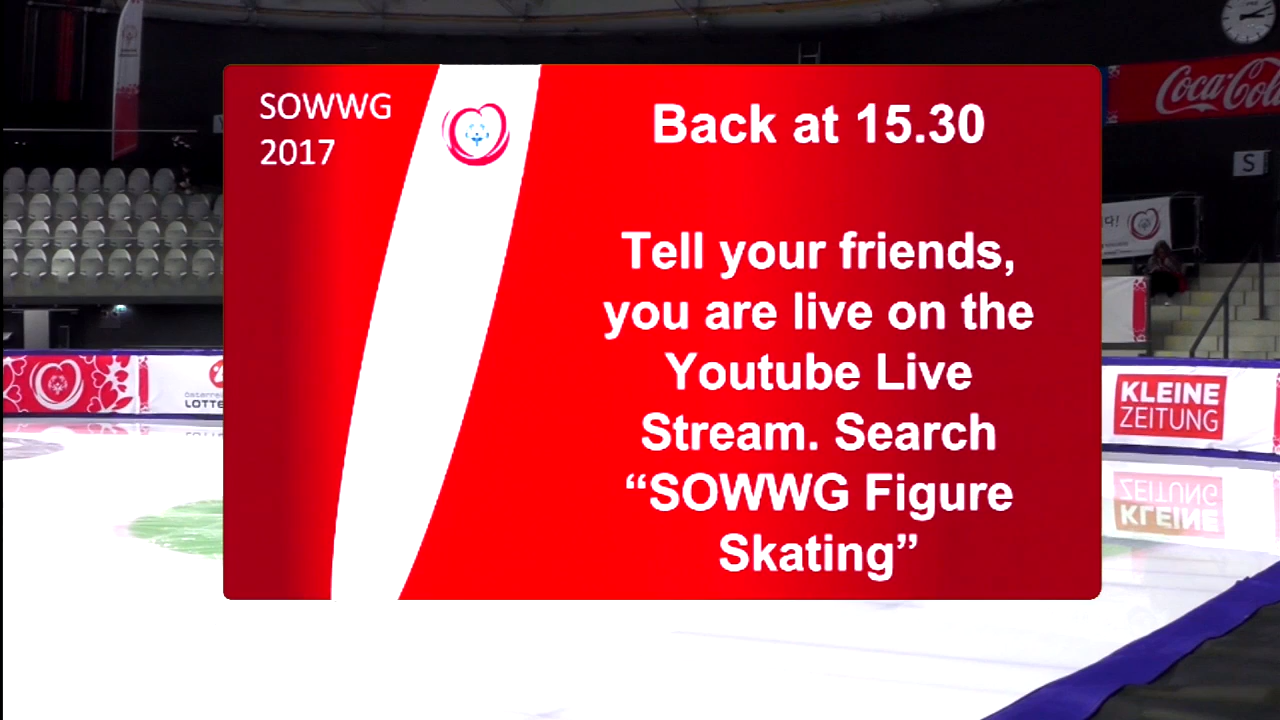 SOWWG
2017
Back at 15.30
Tell your friends,
you are live on the
Youtube Live
Stream. Search
“SOWWG Figure
Skating”
Coca-Cola
S
KLEINE
ZEITUNG
LOTTE